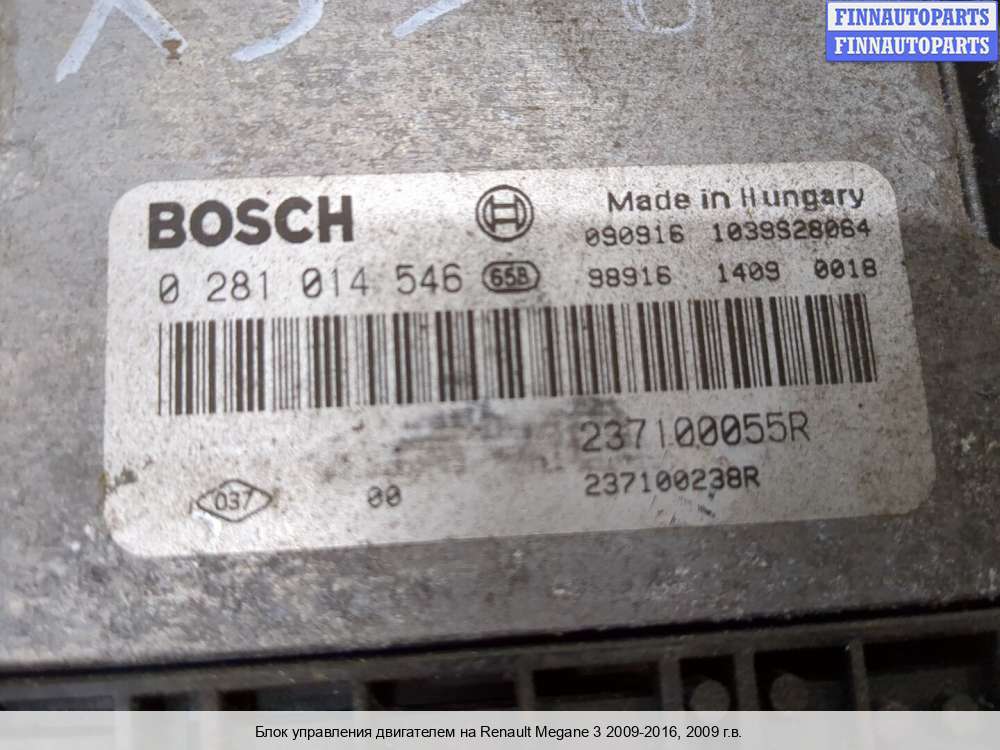 FINNAUTOPARTS
FINNAUTOPARTS
BOSCH
Made in Hungary
090916 1039S28064
0 281 014 546 658 98916 1409 0018
237100055R
237100238R
037 00
Блок управления двигателем на Renault Megane 3 2009-2016, 2009 г.в.